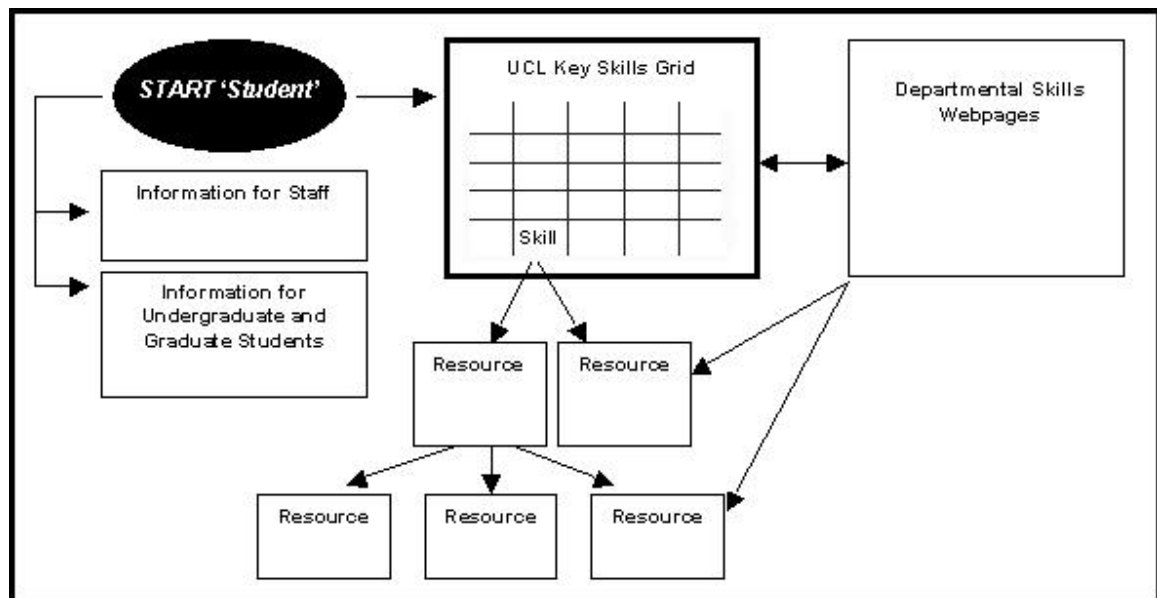 START 'Student'
UCL Key Skills Grid
Skill
Departmental Skills
Webpages
Information for Staff
Information for
Undergraduate and
Graduate Students
Resource
Resource
Resource
Resource
Resource